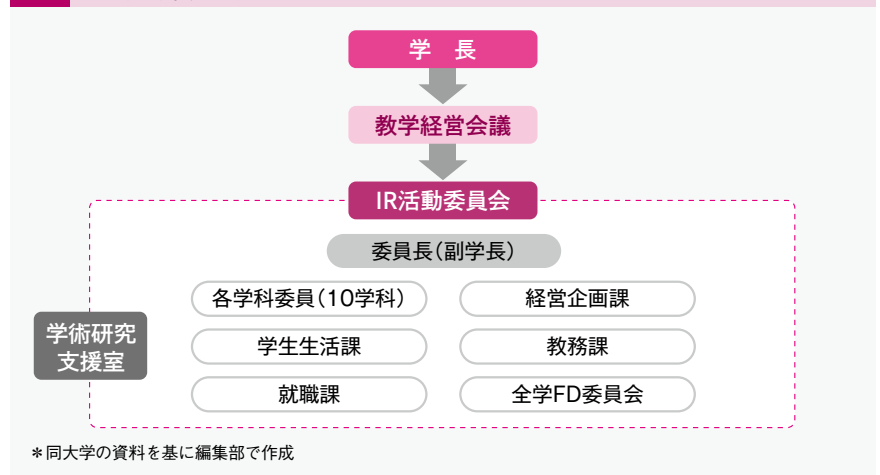 学　長
教学経営会議
IR活動委員会
委員長（副学長）
各学科委員（10学科）
経営企画課
学術研究
支援室
学生生活課
教務課
就職課
全学FD委員会
＊同大学の資料を基に編集部で作成